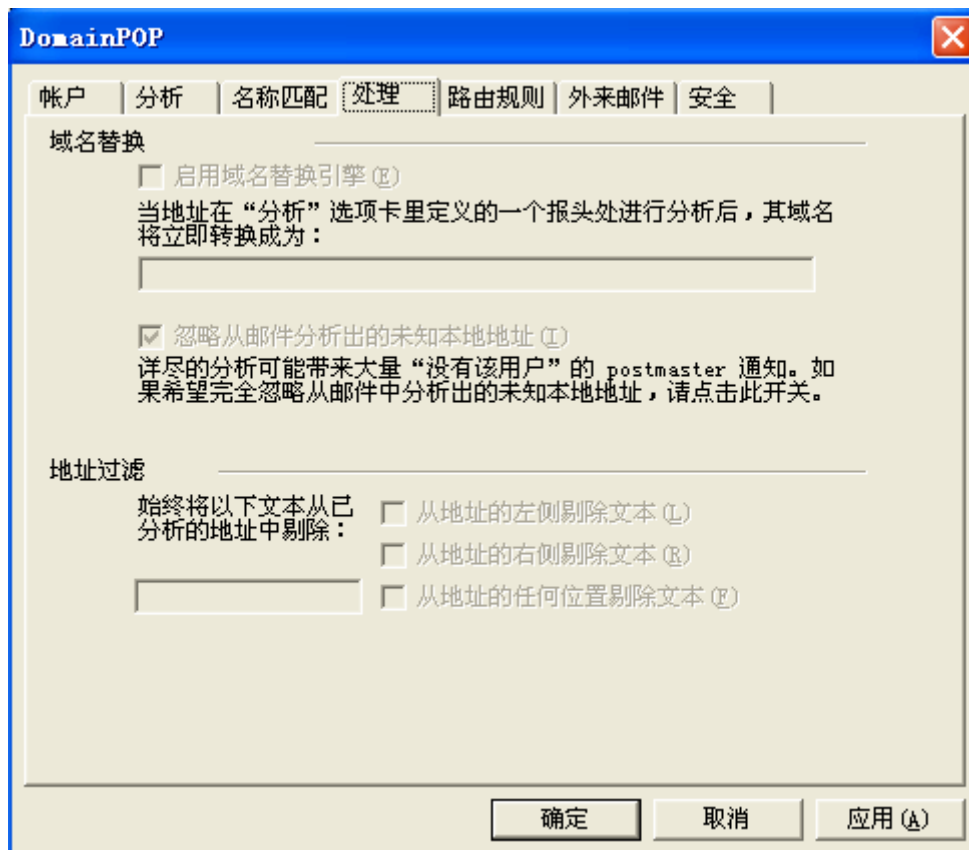 DomainPOP
帐户 分析 名称匹配 处理 路由规则 外来邮件 安全
域名替换
启用域名替换引擎(E)
当地址在“分析”选项卡里定义的一个报头处进行分析后，其域名
将立即转换成为：
忽略从邮件分析出的未知本地地址(I)
详尽的分析可能带来大量“没有该用户”的 postmaster 通知。如
果希望完全忽略从邮件中分析出的未知本地地址，请点击此开关。
地址过滤
始终将以下文本从已
分析的地址中剔除：
从地址的左侧剔除文本(L)
从地址的右侧剔除文本(R)
从地址的任何位置剔除文本(F)
确定 取消 应用(A)